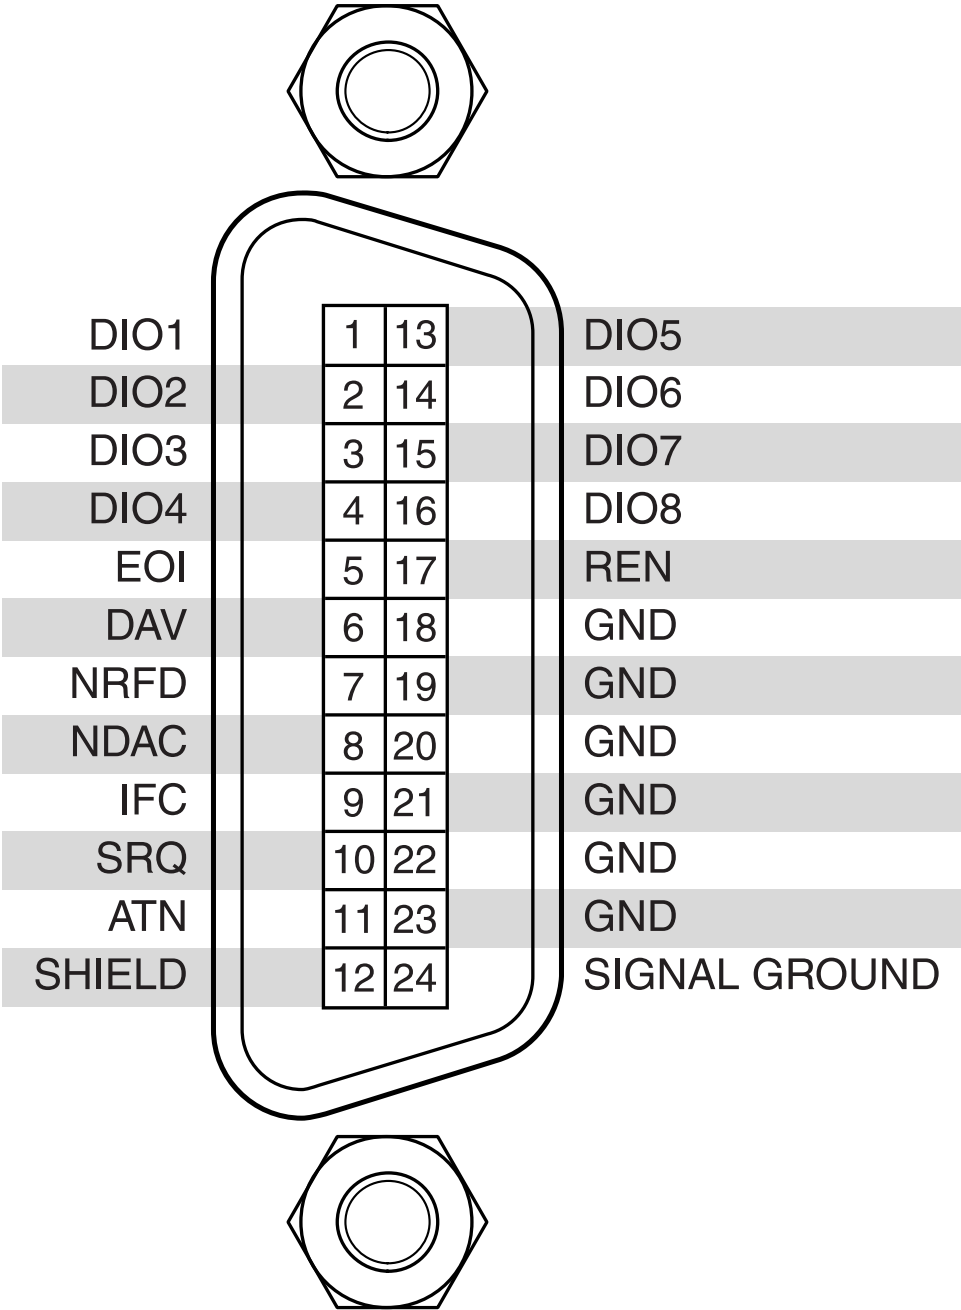 DIO1 1 13 DIO5
DIO2 2 14 DIO6
DIO3 3 15 DIO7
DIO4 4 16 DIO8
EOI 5 17 REN
DAV 6 18 GND
NRFD 7 19 GND
NDAC 8 20 GND
IFC 9 21 GND
SRQ 10 22 GND
ATN 11 23 GND
SHIELD 12 24 SIGNAL GROUND